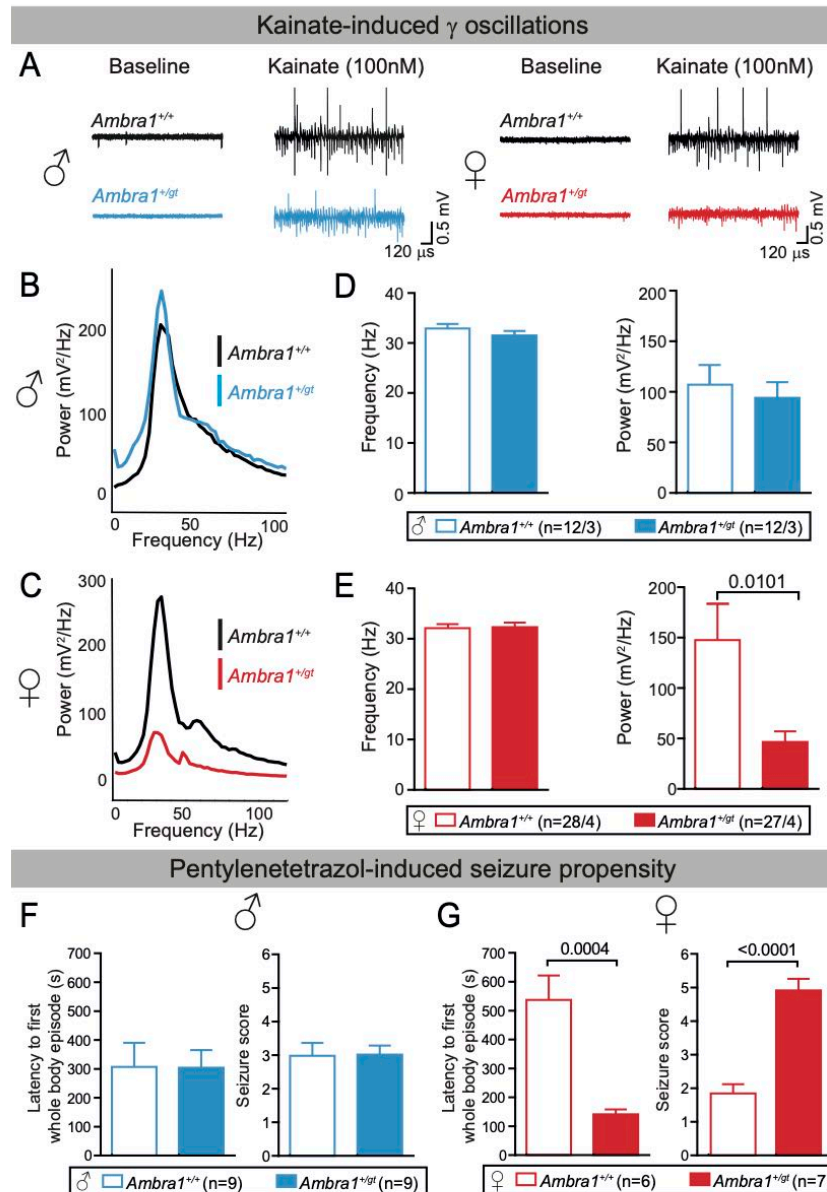 Kainate-induced γ oscillations
A
Baseline
Kainate (100nM)
Baseline
Kainate (100nM)
♂
Ambra1+/+
Ambra1+/gt
0.5 mV
120 µs
♀
Ambra1+/+
Ambra1+/gt
0.5 mV
120 µs
B
♂
Power (mV²/Hz)
200
100
0
Ambra1+/+
Ambra1+/gt
0 50 100
Frequency (Hz)
D
Frequency (Hz)
40
30
20
10
0
Power (mV²/Hz)
200
150
100
50
0
♂ Ambra1+/+ (n=12/3) Ambra1+/gt (n=12/3)
C
♀
Power (mV²/Hz)
300
200
100
0
Ambra1+/+
Ambra1+/gt
0 50 100
Frequency (Hz)
E
Frequency (Hz)
40
30
20
10
0
Power (mV²/Hz)
200
150
100
50
0
0.0101
♀ Ambra1+/+ (n=28/4) Ambra1+/gt (n=27/4)
Pentylenetetrazol-induced seizure propensity
F
♂
Latency to first
whole body episode (s)
700
600
500
400
300
200
100
0
Seizure score
6
5
4
3
2
1
0
♂ Ambra1+/+ (n=9) Ambra1+/gt (n=9)
G
♀
Latency to first
whole body episode (s)
700
600
500
400
300
200
100
0
0.0004
Seizure score
6
5
4
3
2
1
0
<0.0001
♀ Ambra1+/+ (n=6) Ambra1+/gt (n=7